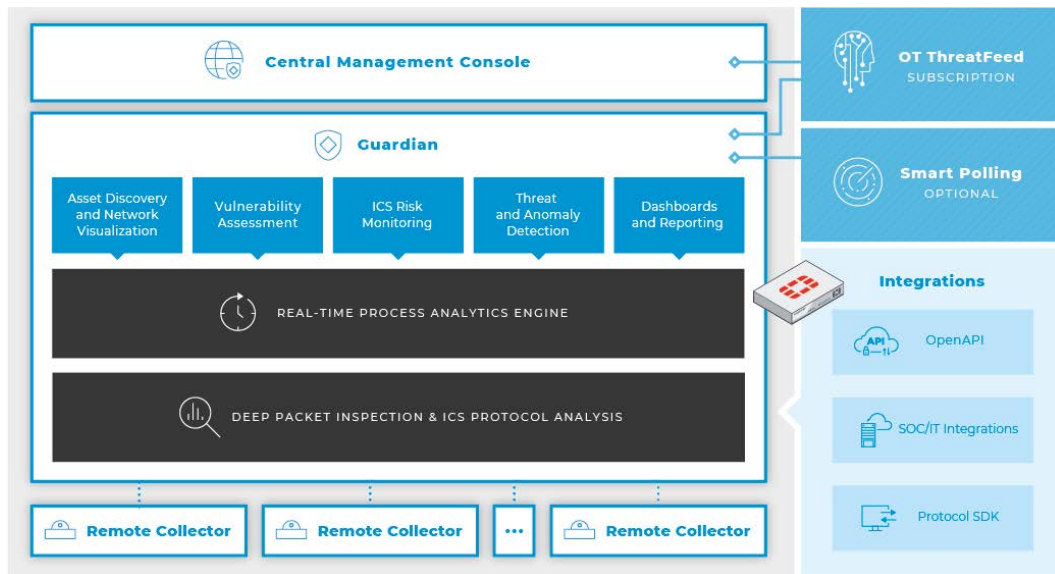 Central Management Console
OT ThreatFeed
SUBSCRIPTION
Guardian
Smart Polling
OPTIONAL
Asset Discovery
and Network
Visualization
Vulnerability
Assessment
ICS Risk
Monitoring
Threat
and Anomaly
Detection
Dashboards
and Reporting
REAL-TIME PROCESS ANALYTICS ENGINE
DEEP PACKET INSPECTION & ICS PROTOCOL ANALYSIS
Integrations
API
OpenAPI
SOC/IT Integrations
Protocol SDK
Remote Collector
Remote Collector
...
Remote Collector